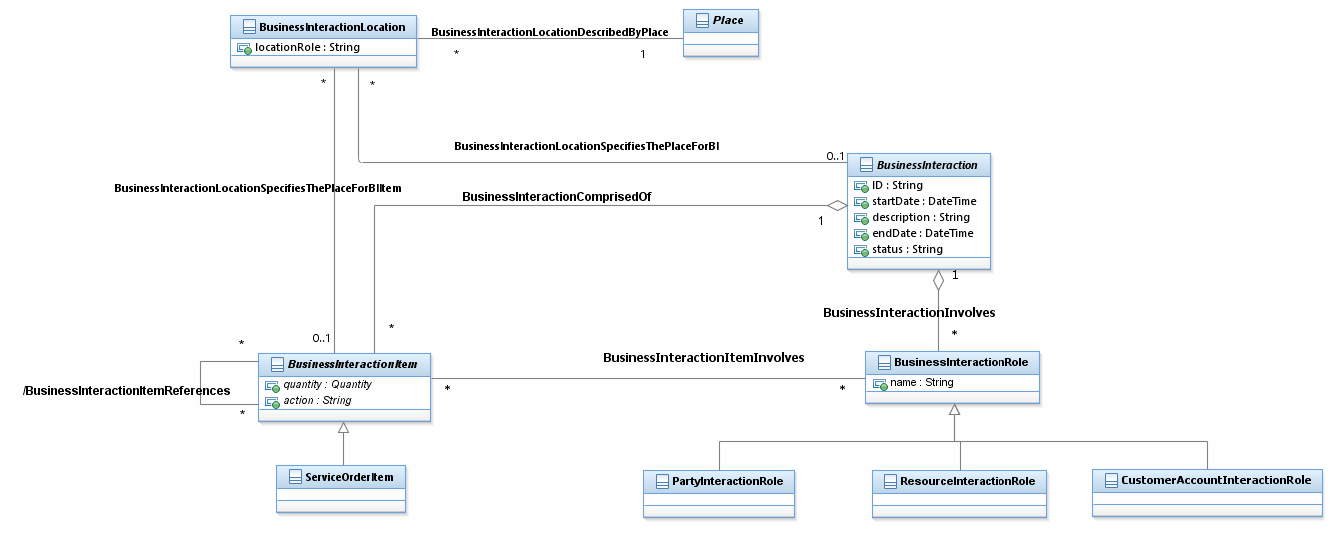 BusinessInteractionLocation
locationRole : String
BusinessInteractionLocationDescribedByPlace
*
1
Place
*
*
BusinessInteractionLocationSpecifiesThePlaceForBI
0..1
BusinessInteraction
ID : String
startDate : DateTime
description : String
endDate : DateTime
status : String
BusinessInteractionLocationSpecifiesThePlaceForBIItem
BusinessInteractionComprisedOf
1
1
BusinessInteractionInvolves
*
*
0..1
*
BusinessInteractionItem
quantity : Quantity
action : String
/BusinessInteractionItemReferences
*
BusinessInteractionItemInvolves
*
*
BusinessInteractionRole
name : String
ServiceOrderItem
PartyInteractionRole
ResourceInteractionRole
CustomerAccountInteractionRole